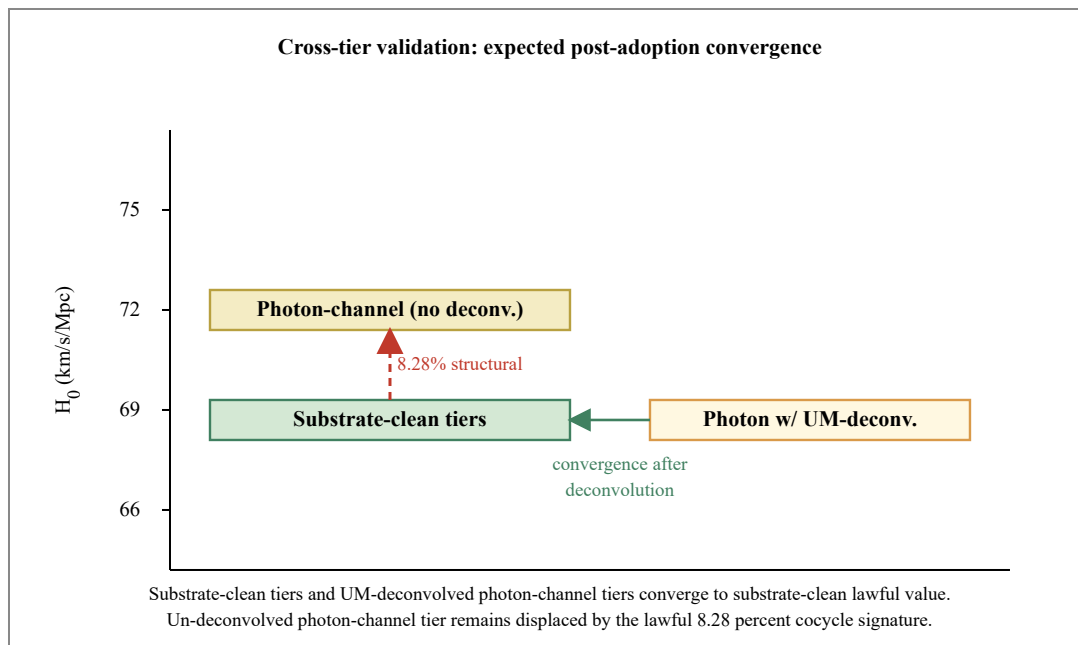 Cross-tier validation: expected post-adoption convergence
75
72
69
66
H0 (km/s/Mpc)
Photon-channel (no deconv.)
8.28% structural
Substrate-clean tiers
Photon w/ UM-deconv.
convergence after
deconvolution
Substrate-clean tiers and UM-deconvolved photon-channel tiers converge to substrate-clean lawful value.
Un-deconvolved photon-channel tier remains displaced by the lawful 8.28 percent cocycle signature.